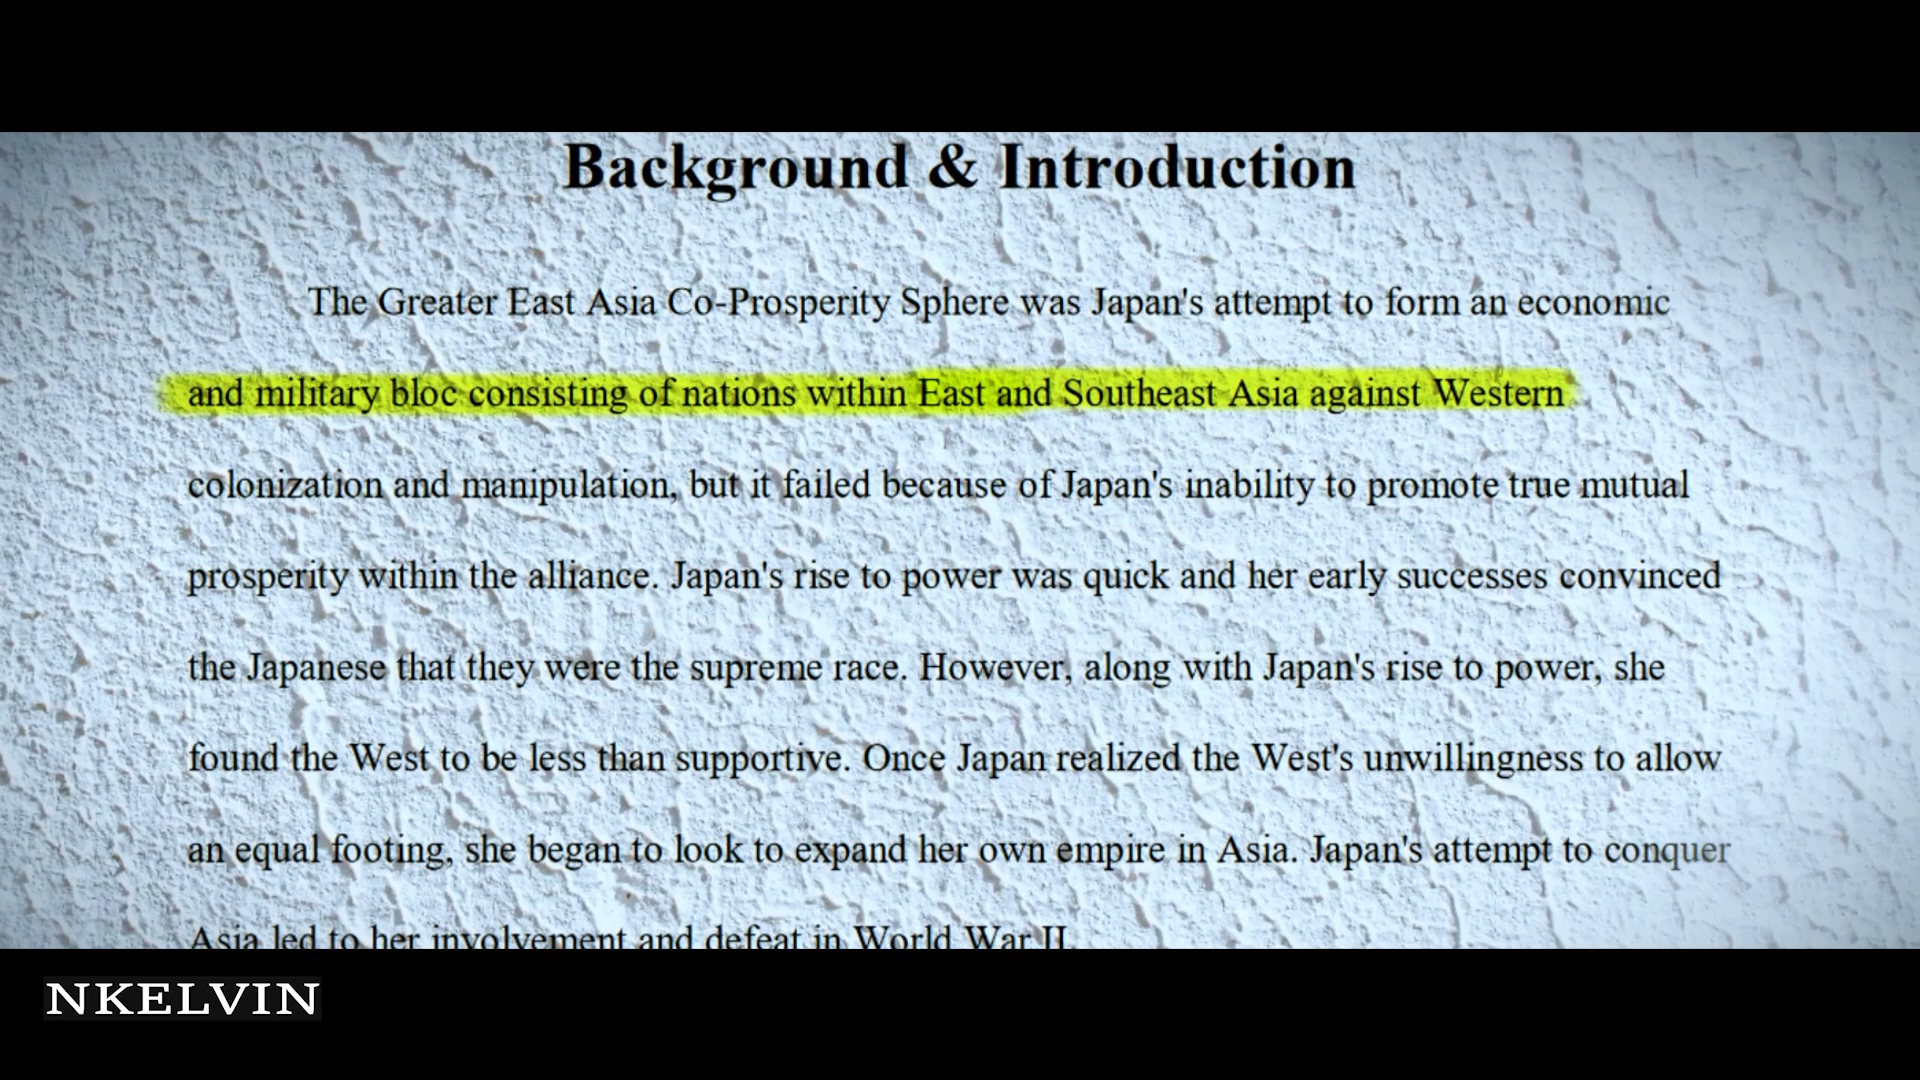 Background & Introduction
The Greater East Asia Co-Prosperity Sphere was Japan's attempt to form an economic
and military bloc consisting of nations within East and Southeast Asia against Western
colonization and manipulation, but it failed because of Japan's inability to promote true mutual
prosperity within the alliance. Japan's rise to power was quick and her early successes convinced
the Japanese that they were the supreme race. However, along with Japan's rise to power, she
found the West to be less than supportive. Once Japan realized the West's unwillingness to allow
an equal footing, she began to look to expand her own empire in Asia. Japan's attempt to conquer
Asia led to her involvement and defeat in World War II.
NKELVIN